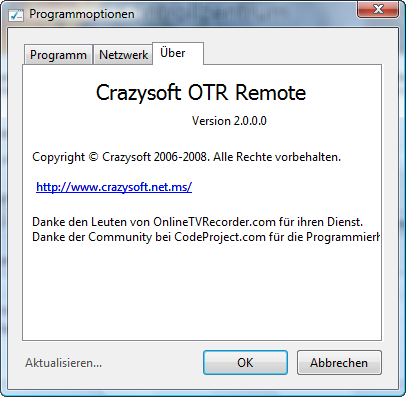 Programmoptionen
Programm Netzwerk Über
Crazysoft OTR Remote
Version 2.0.0.0
Copyright © Crazysoft 2006-2008. Alle Rechte vorbehalten.
http://www.crazysoft.net.ms/
Danke den Leuten von OnlineTVRecorder.com für ihren Dienst.
Danke der Community bei CodeProject.com für die Programmierh
Aktualisieren... OK Abbrechen